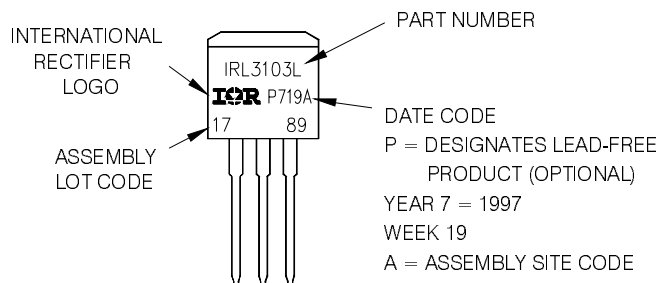 INTERNATIONAL
RECTIFIER
LOGO
ASSEMBLY
LOT CODE
IRL3103L
IOR P719A
17 89
PART NUMBER
DATE CODE
P = DESIGNATES LEAD-FREE
PRODUCT (OPTIONAL)
YEAR 7 = 1997
WEEK 19
A = ASSEMBLY SITE CODE